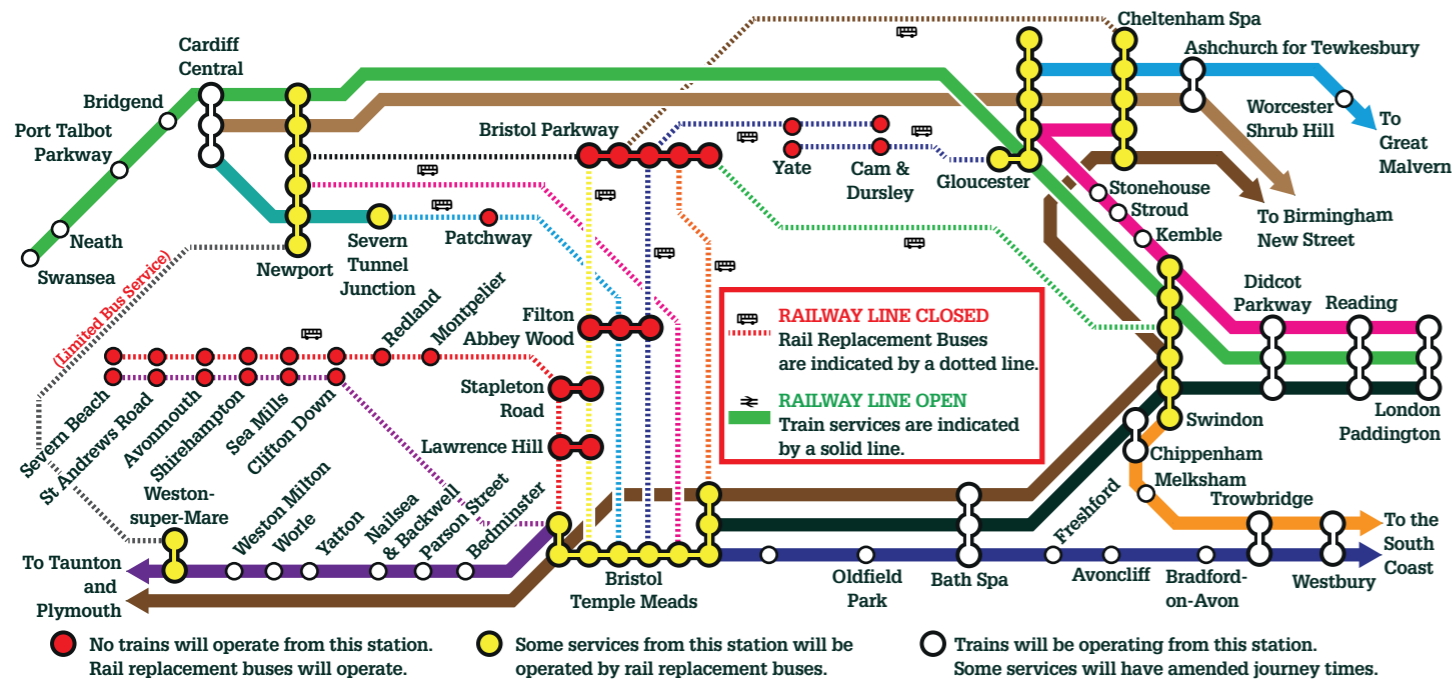 Cheltenham Spa
Cardiff
Central
Ashchurch for Tewkesbury
Bridgend
Port Talbot
Parkway
Bristol Parkway
Worcester
Shrub Hill
To
Great
Malvern
Yate
Cam &
Dursley
Gloucester
Stonehouse
Stroud
Kemble
To Birmingham
New Street
Neath
Swansea
Newport
Severn
Tunnel
Junction
Patchway
(Limited Bus Service)
Redland
Montpelier
Filton
Abbey Wood
Didcot
Parkway
Reading
RAILWAY LINE CLOSED
Rail Replacement Buses
are indicated by a dotted line.
RAILWAY LINE OPEN
Train services are indicated
by a solid line.
Stapleton
Road
Lawrence Hill
Severn Beach
St Andrews Road
Avonmouth
Shirehampton
Sea Mills
Clifton Down
Swindon
London
Paddington
Chippenham
Melksham
Trowbridge
Weston-
super-Mare
Weston Milton
Worle
Yatton
Nailsea
& Backwell
Parson Street
Bedminster
Freshford
To the
South
Coast
To Taunton
and
Plymouth
Bristol
Temple Meads
Oldfield
Park
Bath Spa
Avoncliff
Bradford-
on-Avon
Westbury
No trains will operate from this station.
Rail replacement buses will operate.
Some services from this station will be
operated by rail replacement buses.
Trains will be operating from this station.
Some services will have amended journey times.